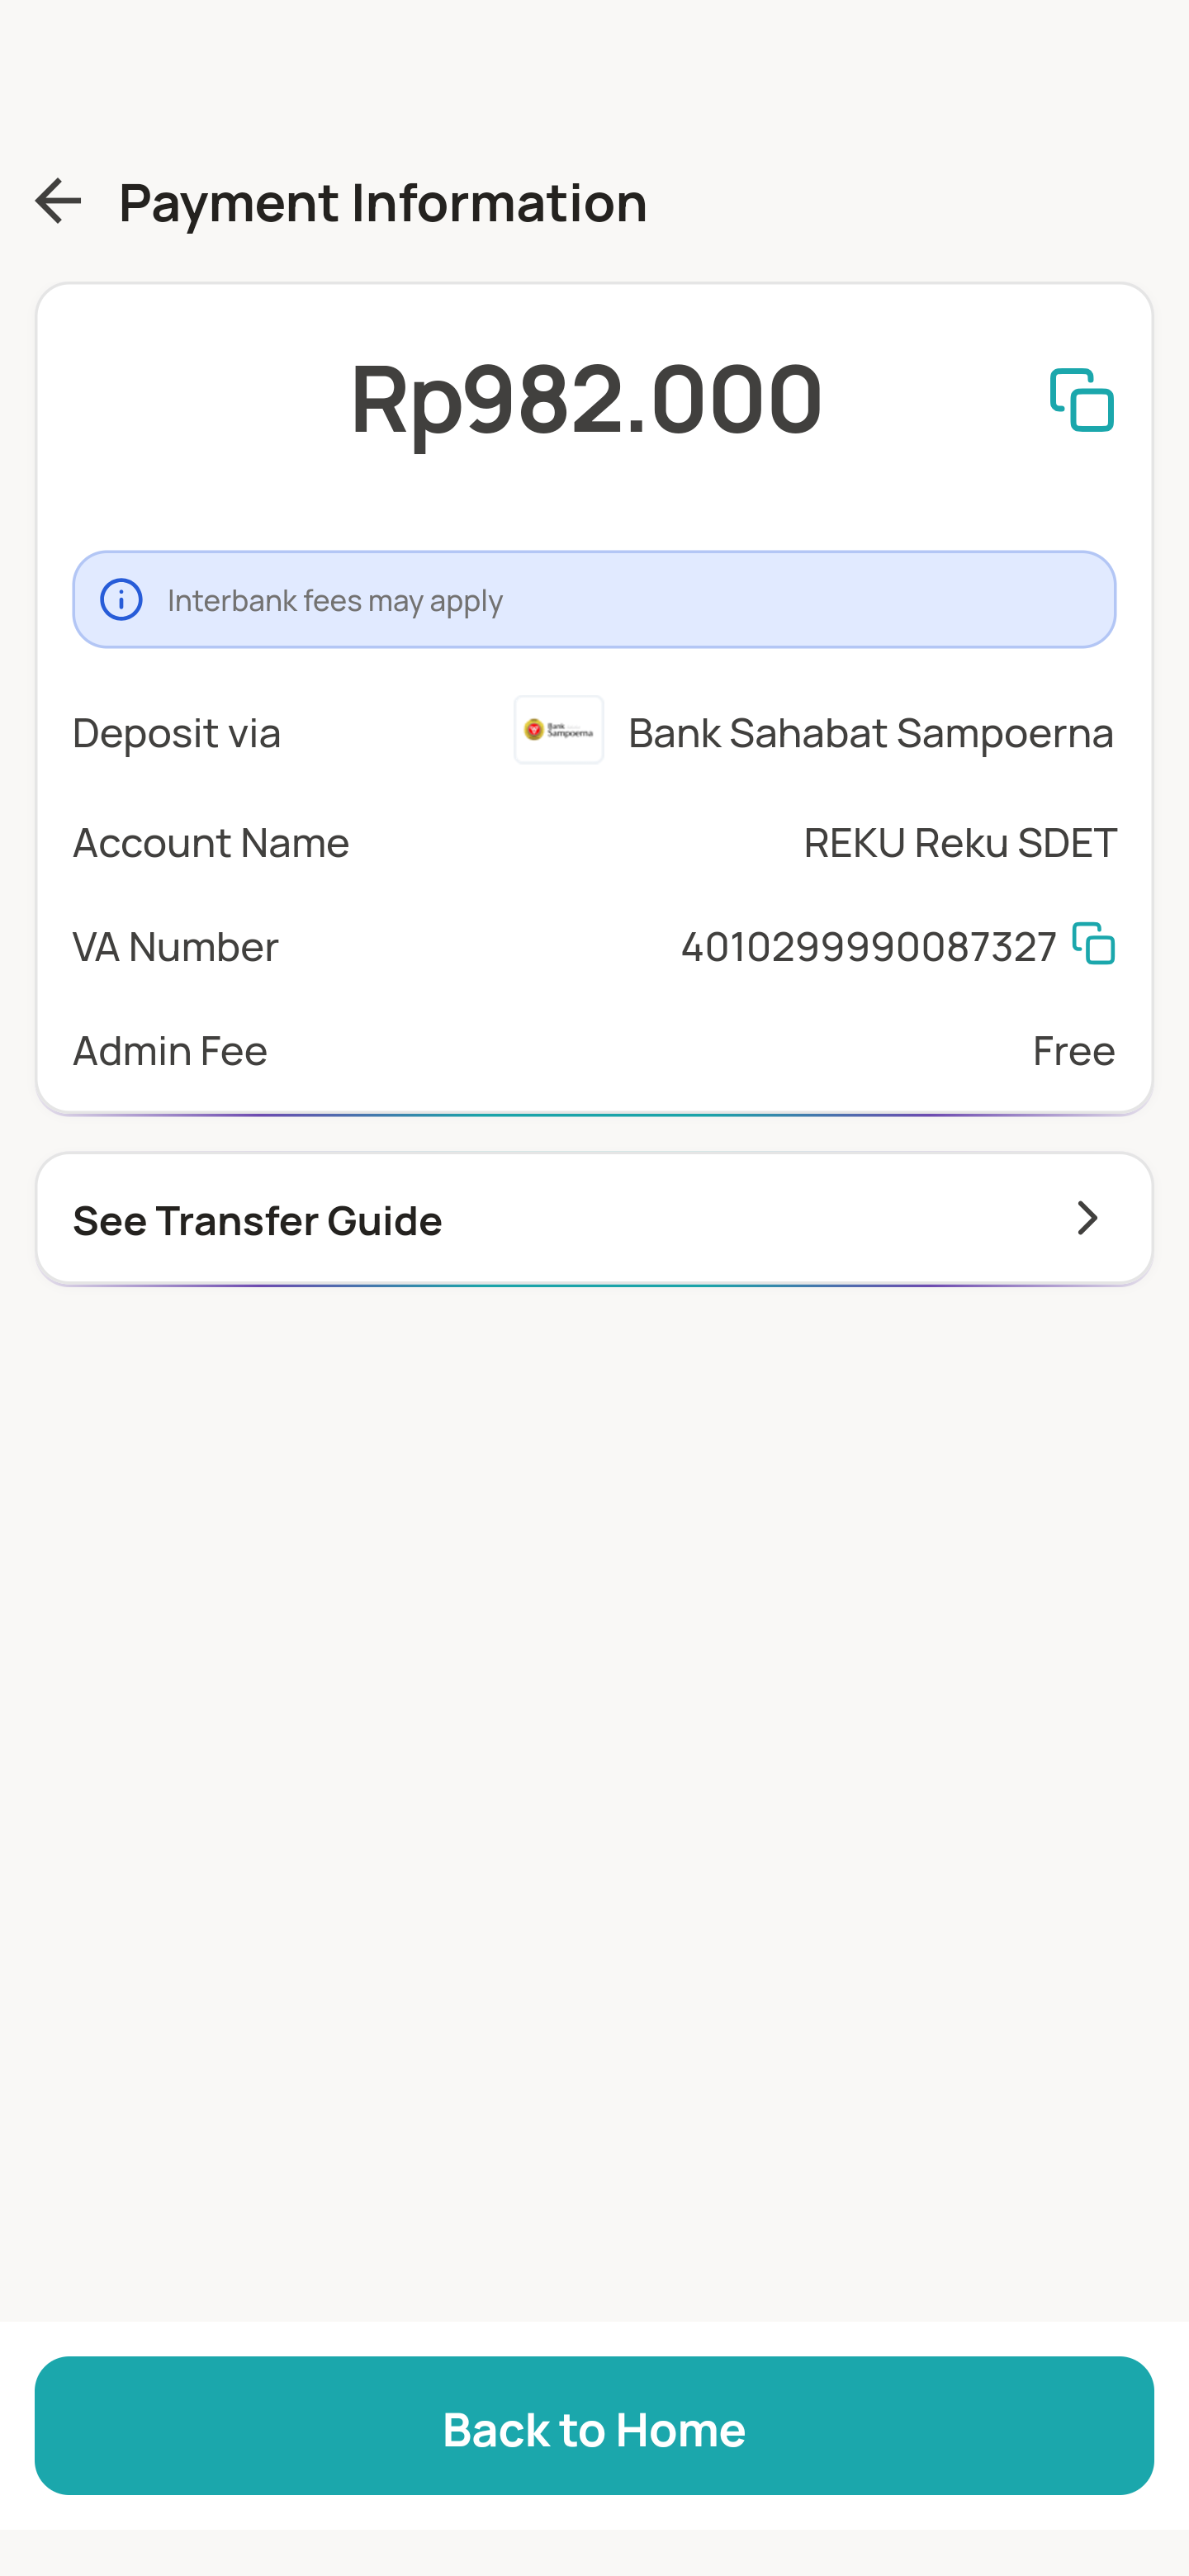 Payment Information
Rp982.000
Interbank fees may apply
Deposit via Bank Sampoerna Bank Sahabat Sampoerna
Account Name REKU Reku SDET
VA Number 4010299990087327
Admin Fee Free
See Transfer Guide
Back to Home